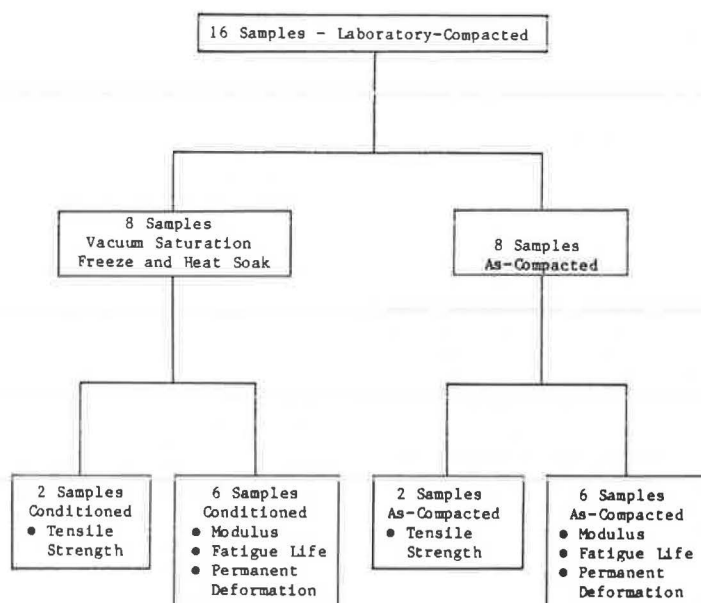 16 Samples - Laboratory-Compacted
8 Samples
Vacuum Saturation
Freeze and Heat Soak
8 Samples
As-Compacted
2 Samples
Conditioned
● Tensile
Strength
6 Samples
Conditioned
● Modulus
● Fatigue Life
● Permanent
Deformation
2 Samples
As-Compacted
● Tensile
Strength
6 Samples
As-Compacted
● Modulus
● Fatigue Life
● Permanent
Deformation